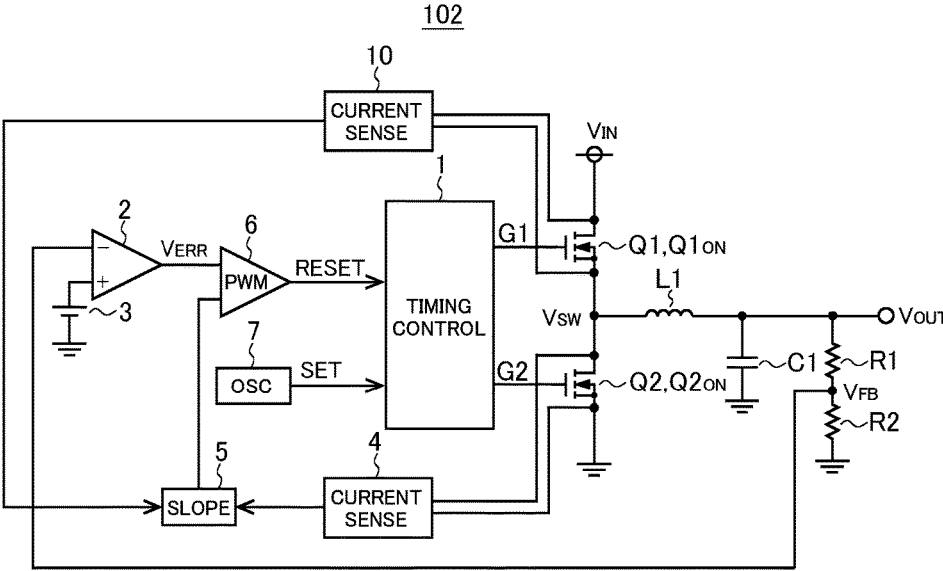 102
10
CURRENT
SENSE
VIN
1
2
6
G1
Q1,Q1ON
VERR
−
+
PWM
RESET
L1
3
TIMING
CONTROL
VSW
VOUT
7
OSC
SET
G2
Q2,Q2ON
C1
R1
VFB
R2
5
SLOPE
4
CURRENT
SENSE